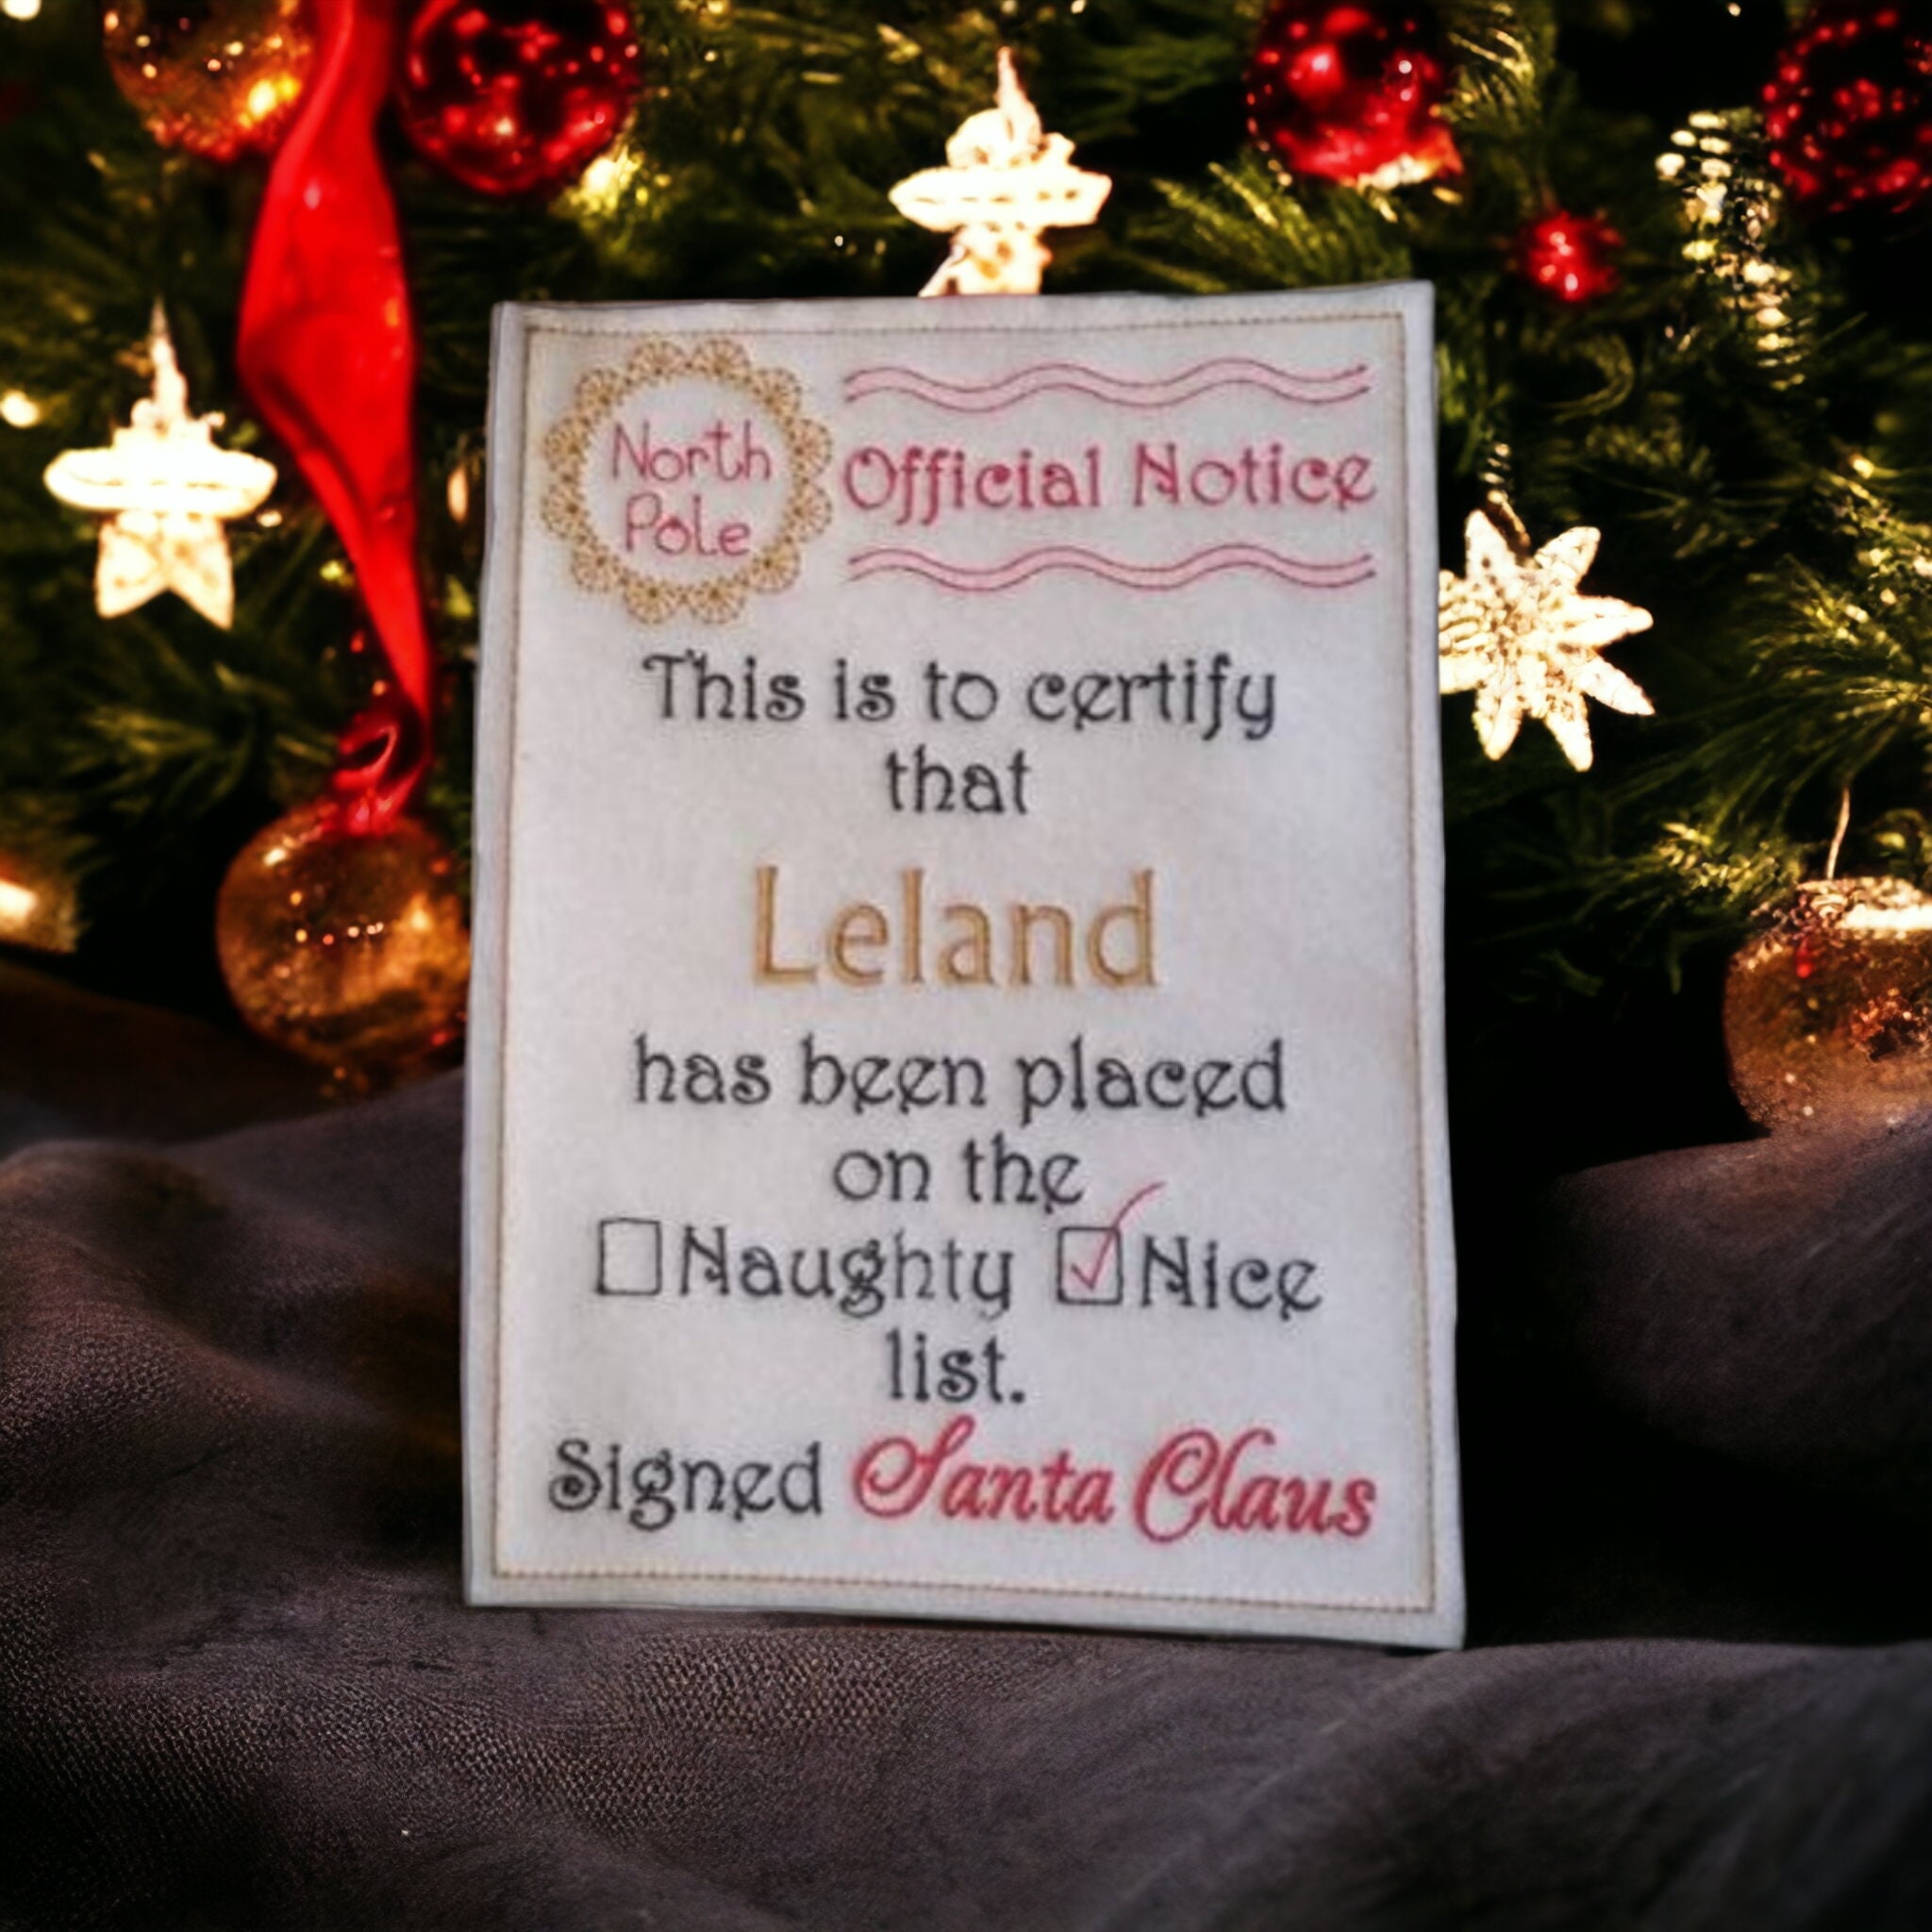 North
Pole
Official Notice
This is to certify
that
Leland
has been placed
on the
Naughty Nice
list.
Signed Santa Claus